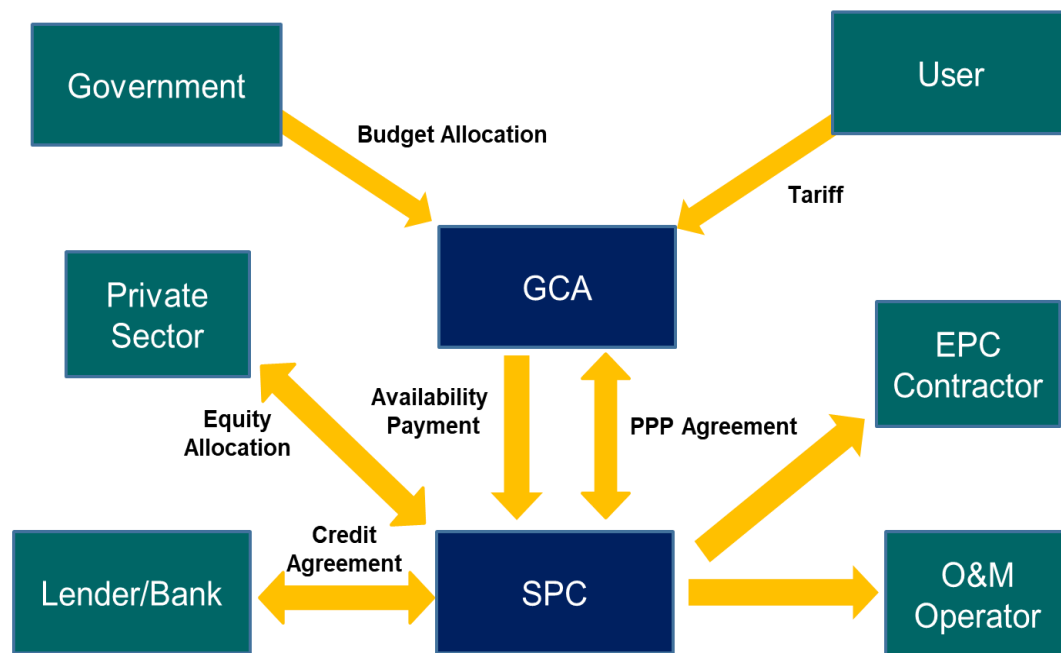 Government
User
Budget Allocation
Tariff
GCA
Private
Sector
EPC
Contractor
Availability
Payment
PPP Agreement
Equity
Allocation
Credit
Agreement
Lender/Bank
SPC
O&M
Operator